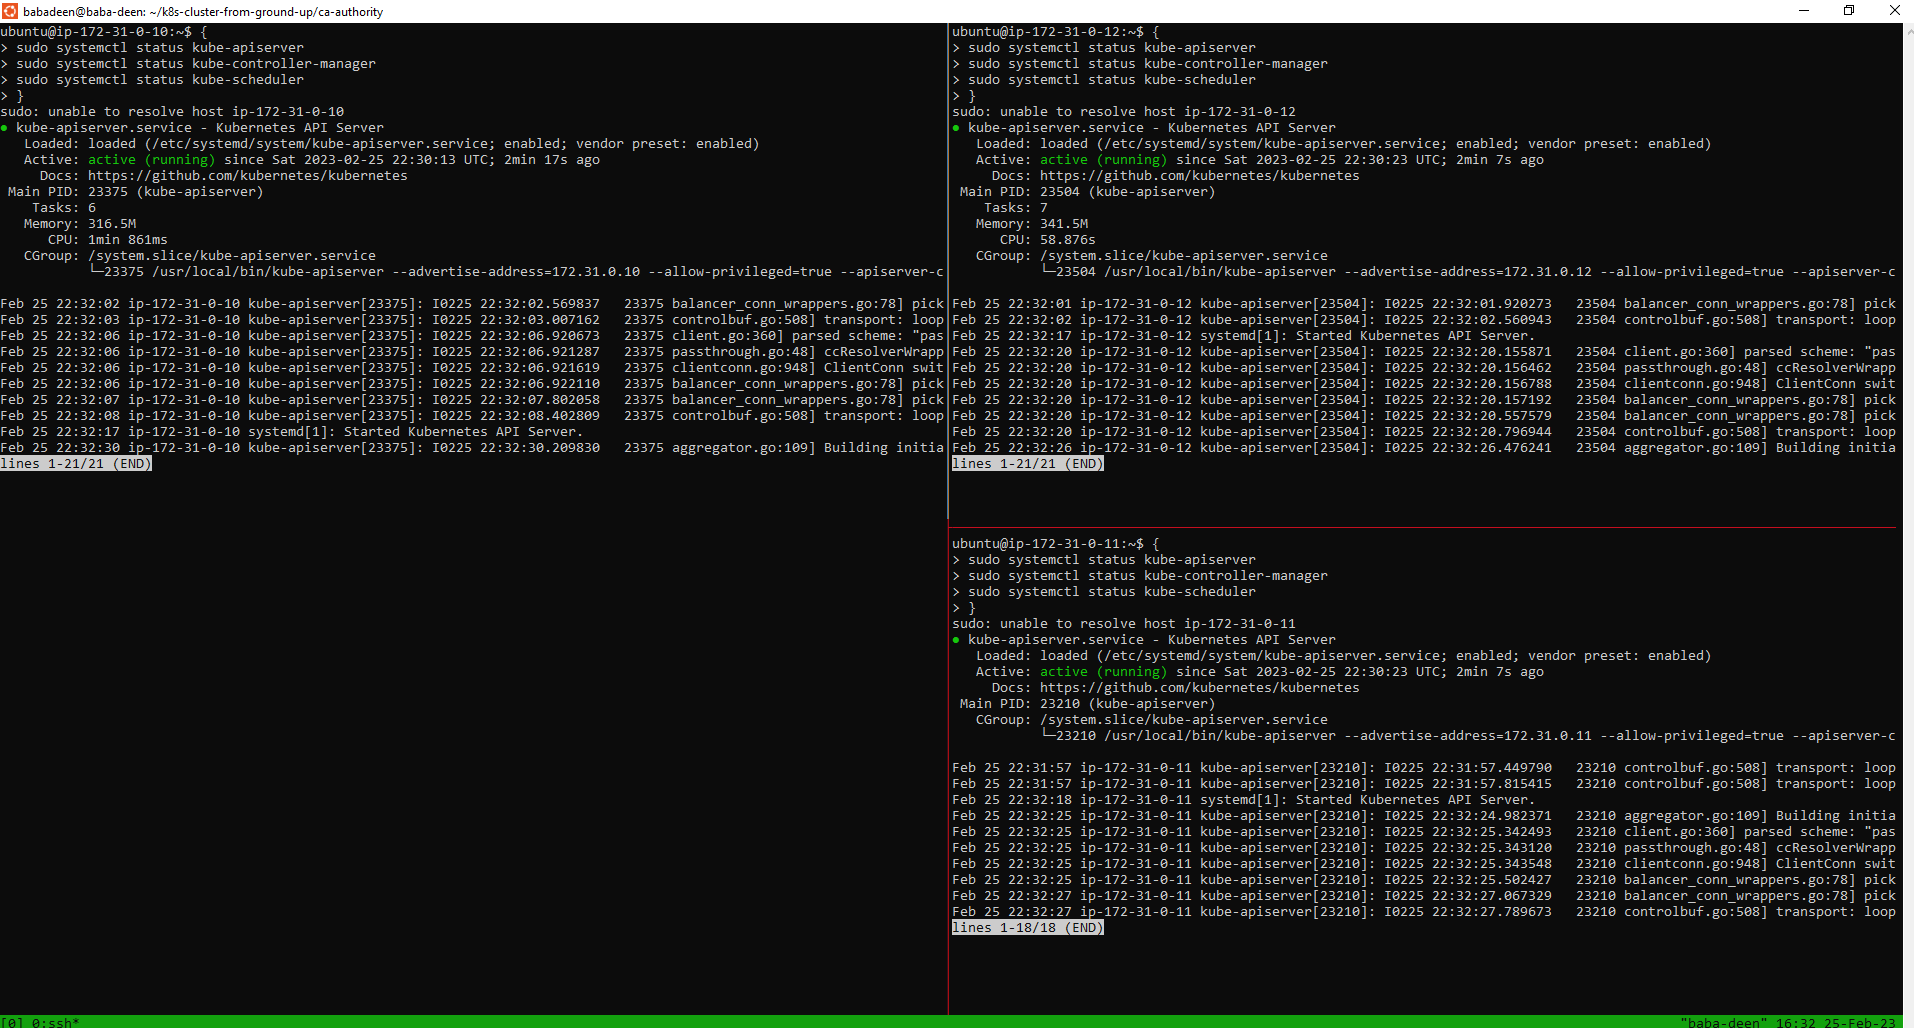 babadeen@baba-deen: ~/k8s-cluster-from-ground-up/ca-authority
ubuntu@ip-172-31-0-10:~$ {
> sudo systemctl status kube-apiserver
> sudo systemctl status kube-controller-manager
> sudo systemctl status kube-scheduler
> }
sudo: unable to resolve host ip-172-31-0-10
● kube-apiserver.service - Kubernetes API Server
   Loaded: loaded (/etc/systemd/system/kube-apiserver.service; enabled; vendor preset: enabled)
   Active: active (running) since Sat 2023-02-25 22:30:13 UTC; 2min 17s ago
     Docs: https://github.com/kubernetes/kubernetes
 Main PID: 23375 (kube-apiserver)
    Tasks: 6
   Memory: 316.5M
      CPU: 1min 861ms
   CGroup: /system.slice/kube-apiserver.service
           └─23375 /usr/local/bin/kube-apiserver --advertise-address=172.31.0.10 --allow-privileged=true --apiserver-c
Feb 25 22:32:02 ip-172-31-0-10 kube-apiserver[23375]: I0225 22:32:02.569837   23375 balancer_conn_wrappers.go:78] pick
Feb 25 22:32:03 ip-172-31-0-10 kube-apiserver[23375]: I0225 22:32:03.007162   23375 controlbuf.go:508] transport: loop
Feb 25 22:32:06 ip-172-31-0-10 kube-apiserver[23375]: I0225 22:32:06.920673   23375 client.go:360] parsed scheme: "pas
Feb 25 22:32:06 ip-172-31-0-10 kube-apiserver[23375]: I0225 22:32:06.921287   23375 passthrough.go:48] ccResolverWrapp
Feb 25 22:32:06 ip-172-31-0-10 kube-apiserver[23375]: I0225 22:32:06.921619   23375 clientconn.go:948] ClientConn swit
Feb 25 22:32:06 ip-172-31-0-10 kube-apiserver[23375]: I0225 22:32:06.922110   23375 balancer_conn_wrappers.go:78] pick
Feb 25 22:32:07 ip-172-31-0-10 kube-apiserver[23375]: I0225 22:32:07.802058   23375 balancer_conn_wrappers.go:78] pick
Feb 25 22:32:08 ip-172-31-0-10 kube-apiserver[23375]: I0225 22:32:08.402809   23375 controlbuf.go:508] transport: loop
Feb 25 22:32:17 ip-172-31-0-10 systemd[1]: Started Kubernetes API Server.
Feb 25 22:32:30 ip-172-31-0-10 kube-apiserver[23375]: I0225 22:32:30.209830   23375 aggregator.go:109] Building initia
lines 1-21/21 (END)
ubuntu@ip-172-31-0-12:~$ {
> sudo systemctl status kube-apiserver
> sudo systemctl status kube-controller-manager
> sudo systemctl status kube-scheduler
> }
sudo: unable to resolve host ip-172-31-0-12
● kube-apiserver.service - Kubernetes API Server
   Loaded: loaded (/etc/systemd/system/kube-apiserver.service; enabled; vendor preset: enabled)
   Active: active (running) since Sat 2023-02-25 22:30:23 UTC; 2min 7s ago
     Docs: https://github.com/kubernetes/kubernetes
 Main PID: 23504 (kube-apiserver)
    Tasks: 7
   Memory: 341.5M
      CPU: 58.876s
   CGroup: /system.slice/kube-apiserver.service
           └─23504 /usr/local/bin/kube-apiserver --advertise-address=172.31.0.12 --allow-privileged=true --apiserver-c
Feb 25 22:32:01 ip-172-31-0-12 kube-apiserver[23504]: I0225 22:32:01.920273   23504 balancer_conn_wrappers.go:78] pick
Feb 25 22:32:02 ip-172-31-0-12 kube-apiserver[23504]: I0225 22:32:02.560943   23504 controlbuf.go:508] transport: loop
Feb 25 22:32:17 ip-172-31-0-12 systemd[1]: Started Kubernetes API Server.
Feb 25 22:32:20 ip-172-31-0-12 kube-apiserver[23504]: I0225 22:32:20.155871   23504 client.go:360] parsed scheme: "pas
Feb 25 22:32:20 ip-172-31-0-12 kube-apiserver[23504]: I0225 22:32:20.156462   23504 passthrough.go:48] ccResolverWrapp
Feb 25 22:32:20 ip-172-31-0-12 kube-apiserver[23504]: I0225 22:32:20.156788   23504 clientconn.go:948] ClientConn swit
Feb 25 22:32:20 ip-172-31-0-12 kube-apiserver[23504]: I0225 22:32:20.157192   23504 balancer_conn_wrappers.go:78] pick
Feb 25 22:32:20 ip-172-31-0-12 kube-apiserver[23504]: I0225 22:32:20.557579   23504 balancer_conn_wrappers.go:78] pick
Feb 25 22:32:20 ip-172-31-0-12 kube-apiserver[23504]: I0225 22:32:20.796944   23504 controlbuf.go:508] transport: loop
Feb 25 22:32:26 ip-172-31-0-12 kube-apiserver[23504]: I0225 22:32:26.476241   23504 aggregator.go:109] Building initia
lines 1-21/21 (END)
ubuntu@ip-172-31-0-11:~$ {
> sudo systemctl status kube-apiserver
> sudo systemctl status kube-controller-manager
> sudo systemctl status kube-scheduler
> }
sudo: unable to resolve host ip-172-31-0-11
● kube-apiserver.service - Kubernetes API Server
   Loaded: loaded (/etc/systemd/system/kube-apiserver.service; enabled; vendor preset: enabled)
   Active: active (running) since Sat 2023-02-25 22:30:23 UTC; 2min 7s ago
     Docs: https://github.com/kubernetes/kubernetes
 Main PID: 23210 (kube-apiserver)
   CGroup: /system.slice/kube-apiserver.service
           └─23210 /usr/local/bin/kube-apiserver --advertise-address=172.31.0.11 --allow-privileged=true --apiserver-c
Feb 25 22:31:57 ip-172-31-0-11 kube-apiserver[23210]: I0225 22:31:57.449790   23210 controlbuf.go:508] transport: loop
Feb 25 22:31:57 ip-172-31-0-11 kube-apiserver[23210]: I0225 22:31:57.815415   23210 controlbuf.go:508] transport: loop
Feb 25 22:32:18 ip-172-31-0-11 systemd[1]: Started Kubernetes API Server.
Feb 25 22:32:25 ip-172-31-0-11 kube-apiserver[23210]: I0225 22:32:24.982371   23210 aggregator.go:109] Building initia
Feb 25 22:32:25 ip-172-31-0-11 kube-apiserver[23210]: I0225 22:32:25.342493   23210 client.go:360] parsed scheme: "pas
Feb 25 22:32:25 ip-172-31-0-11 kube-apiserver[23210]: I0225 22:32:25.343120   23210 passthrough.go:48] ccResolverWrapp
Feb 25 22:32:25 ip-172-31-0-11 kube-apiserver[23210]: I0225 22:32:25.343548   23210 clientconn.go:948] ClientConn swit
Feb 25 22:32:25 ip-172-31-0-11 kube-apiserver[23210]: I0225 22:32:25.502427   23210 balancer_conn_wrappers.go:78] pick
Feb 25 22:32:27 ip-172-31-0-11 kube-apiserver[23210]: I0225 22:32:27.067329   23210 balancer_conn_wrappers.go:78] pick
Feb 25 22:32:27 ip-172-31-0-11 kube-apiserver[23210]: I0225 22:32:27.789673   23210 controlbuf.go:508] transport: loop
lines 1-18/18 (END)
[0] 0:ssh* "baba-deen" 16:32 25-Feb-23